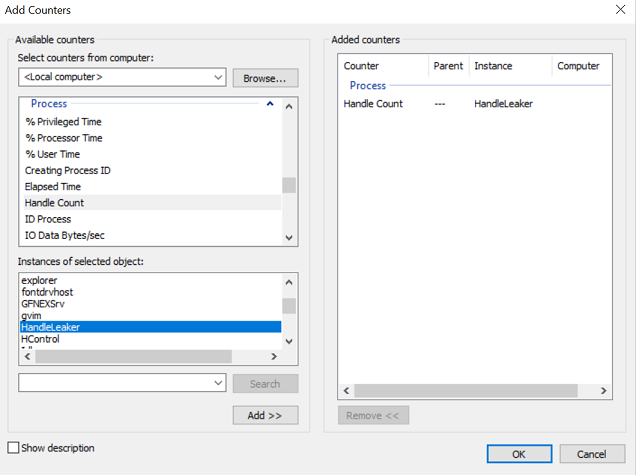 Add Counters
Available counters
Select counters from computer:
<Local computer>
Browse...
Process
% Privileged Time
% Processor Time
% User Time
Creating Process ID
Elapsed Time
Handle Count
ID Process
IO Data Bytes/sec
Instances of selected object:
explorer
fontdrvhost
GFNEXSrv
gvim
HandleLeaker
HControl
Search
Add >>
Show description
Added counters
Counter Parent Instance Computer
Process
Handle Count --- HandleLeaker
Remove <<
OK Cancel